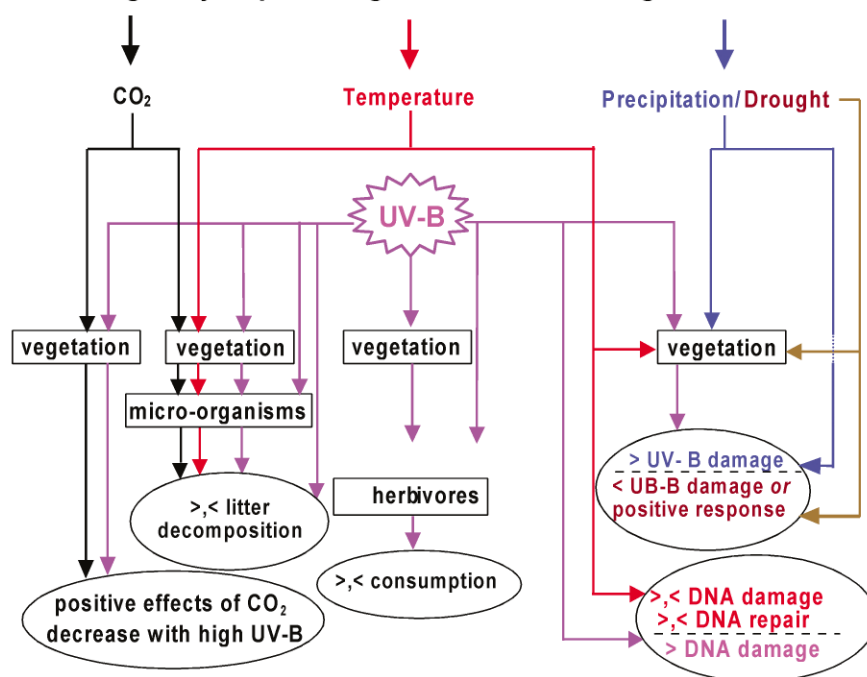 CO₂
Temperature
Precipitation/Drought
UV-B
vegetation
vegetation
vegetation
vegetation
micro-organisms
> UV- B damage
< UB-B damage or
positive response
>,< litter
decomposition
herbivores
>,< consumption
positive effects of CO₂
decrease with high UV-B
>,< DNA damage
>,< DNA repair
> DNA damage